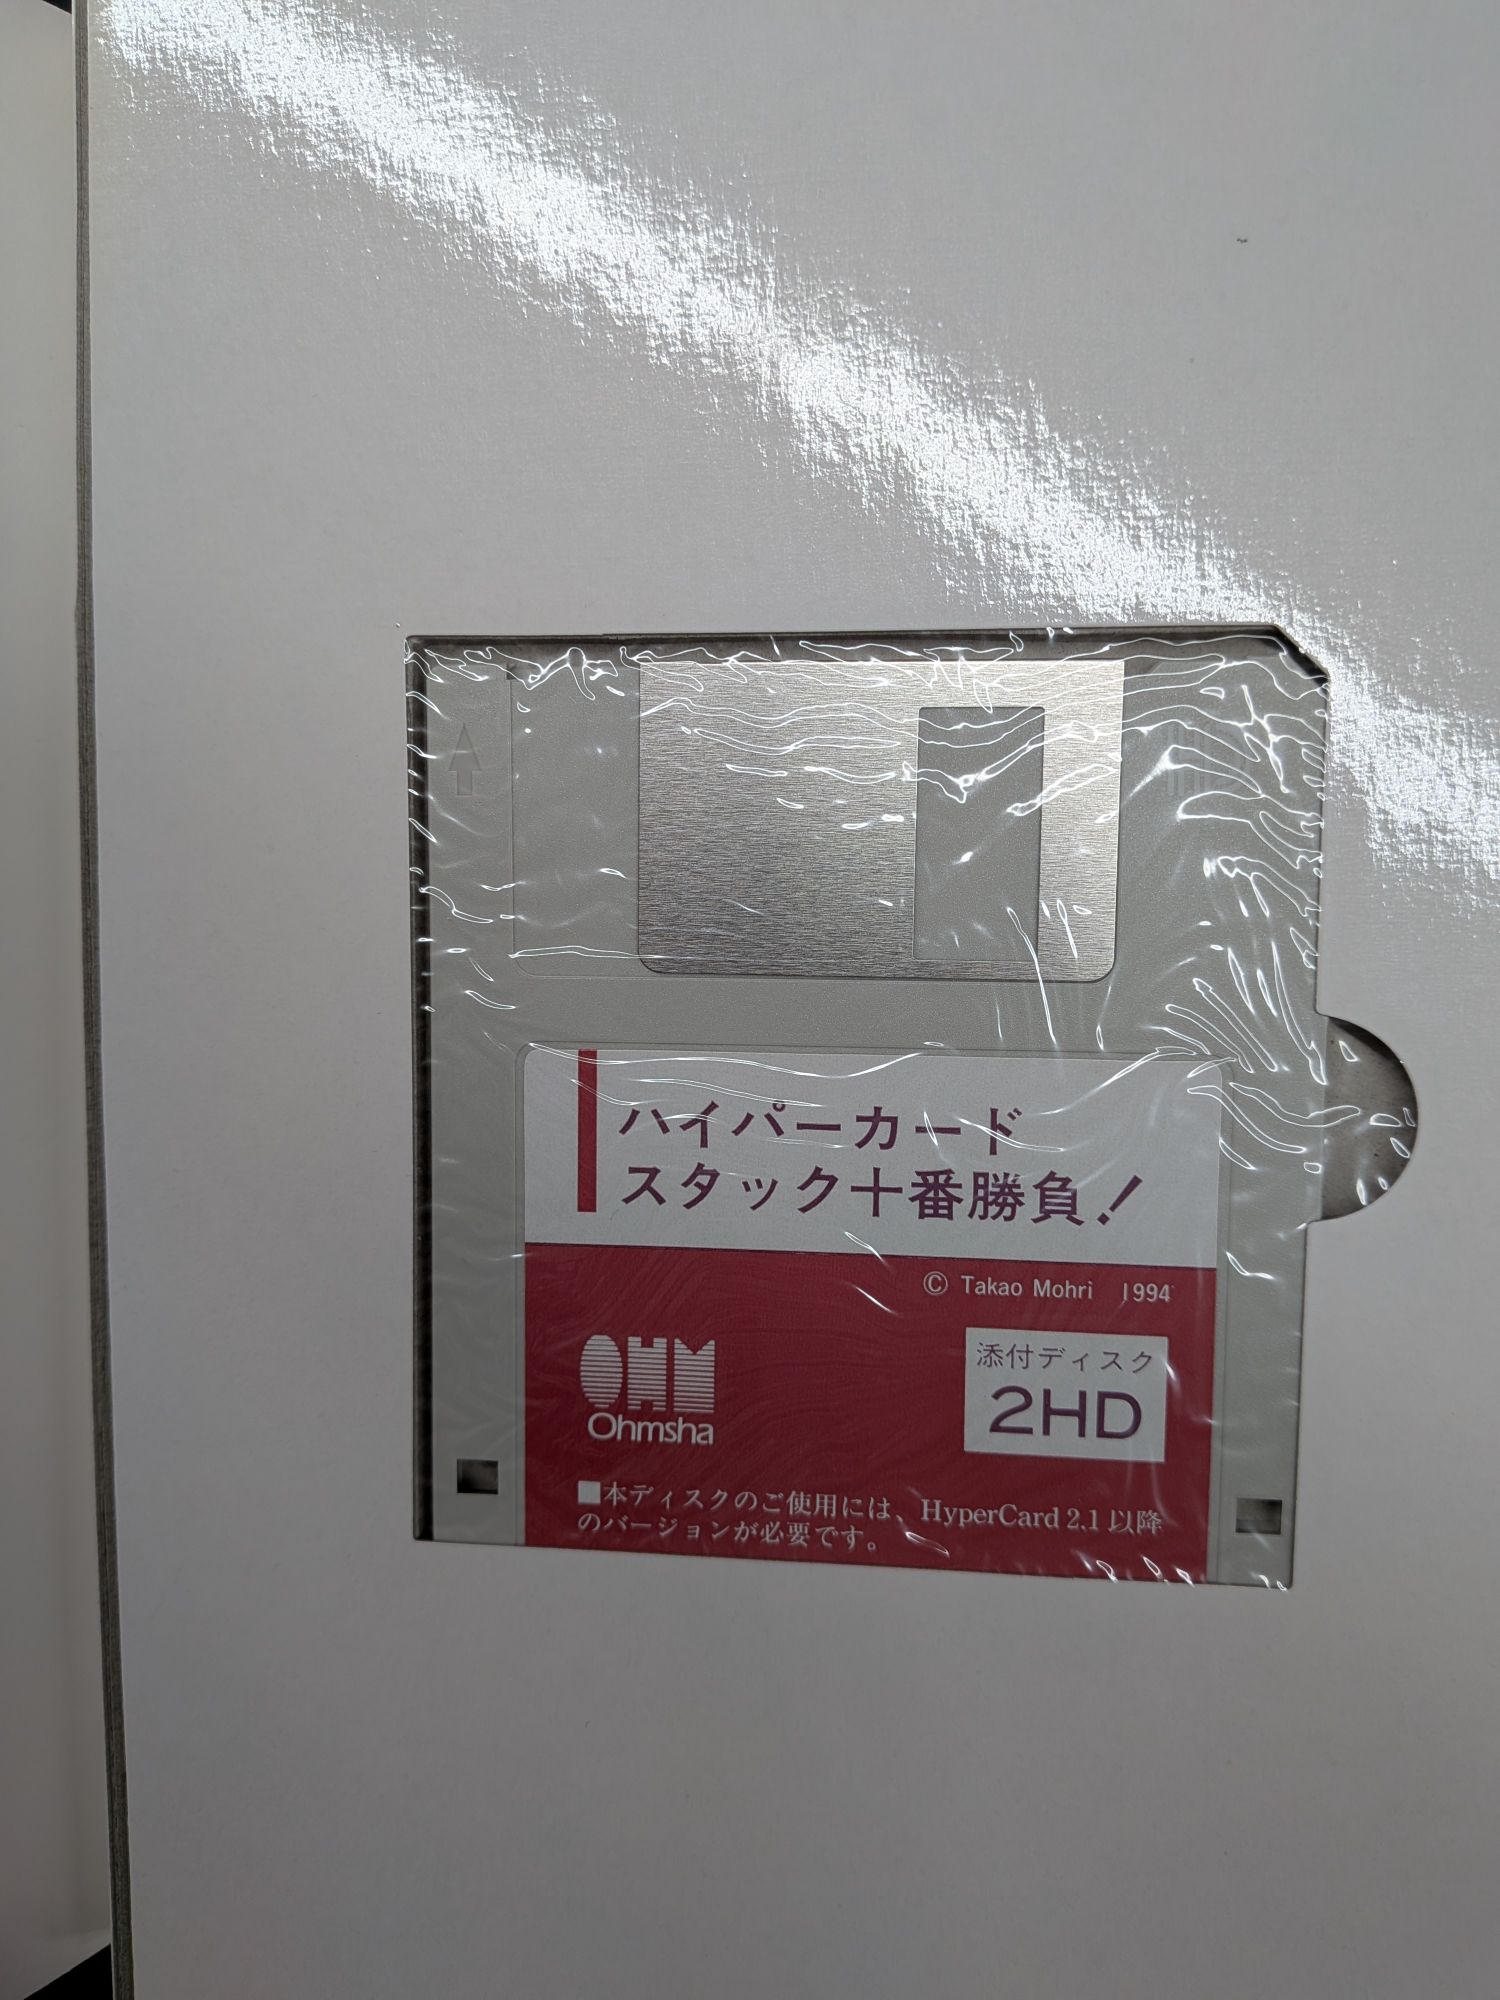 ハイパーカード
スタック十番勝負!
© Takao Mohri 1994
OHM
Ohmsha
添付ディスク
2HD
■本ディスクのご使用には、HyperCard 2.1 以降
のバージョンが必要です。